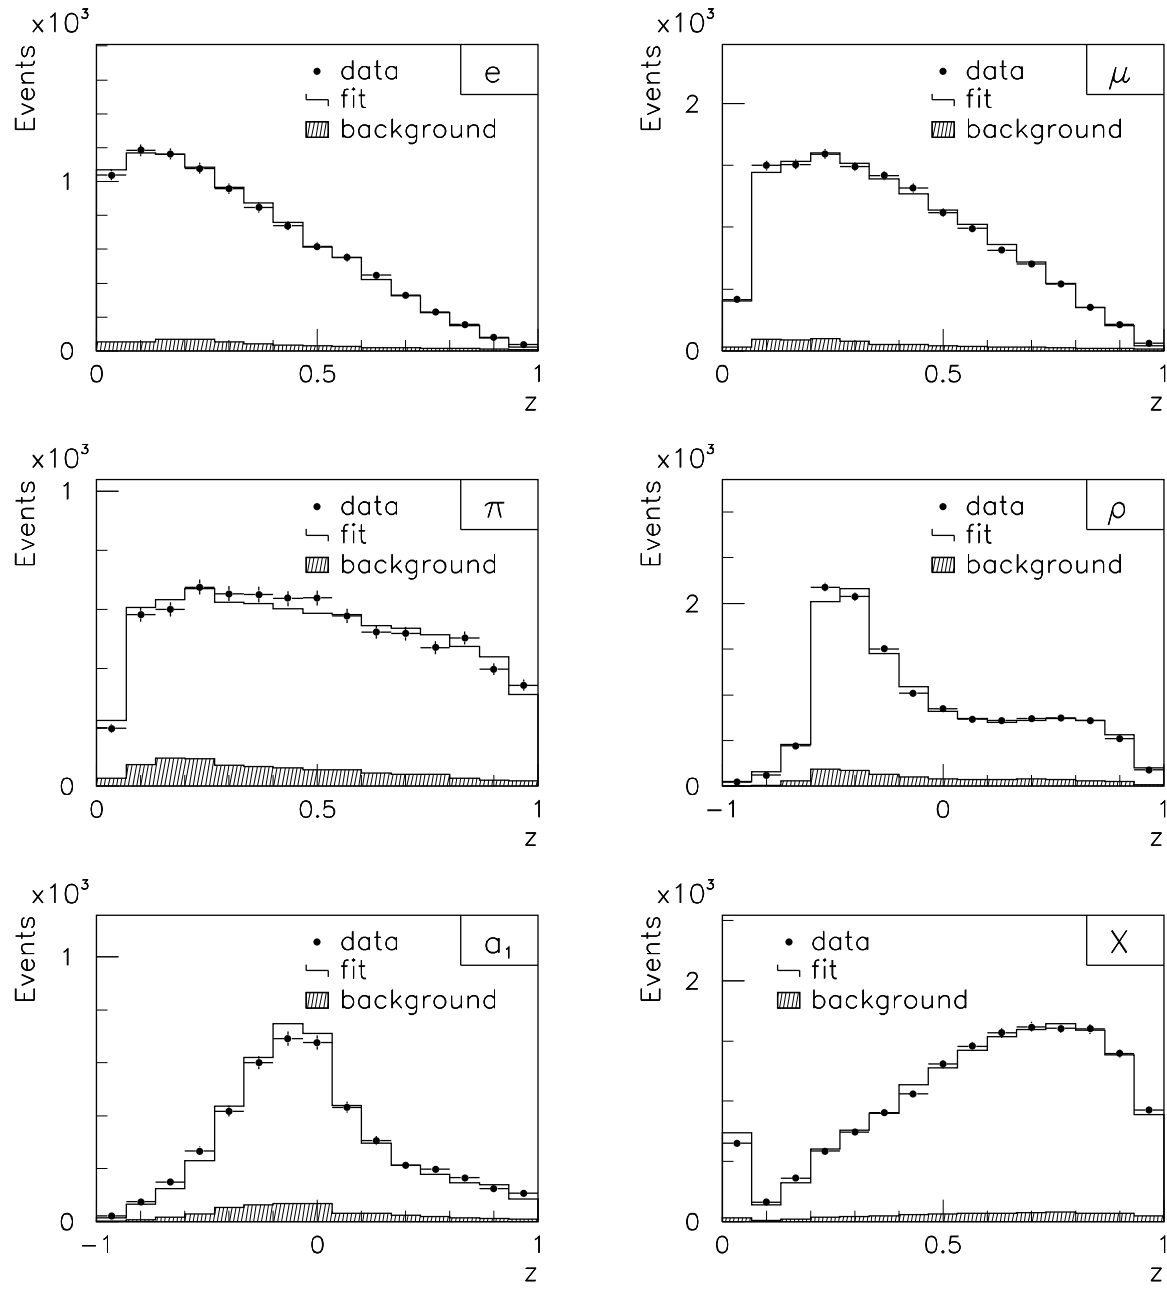 x10³
Events
e
data
fit
background
1
0
0
0.5
1
z
x10³
Events
μ
data
fit
background
2
0
0
0.5
1
z
x10³
Events
π
data
fit
background
1
0
0
0.5
1
z
x10³
Events
ρ
data
fit
background
2
0
−1
0
1
z
x10³
Events
a₁
data
fit
background
1
0
−1
0
1
z
x10³
Events
X
data
fit
background
2
0
0
0.5
1
z